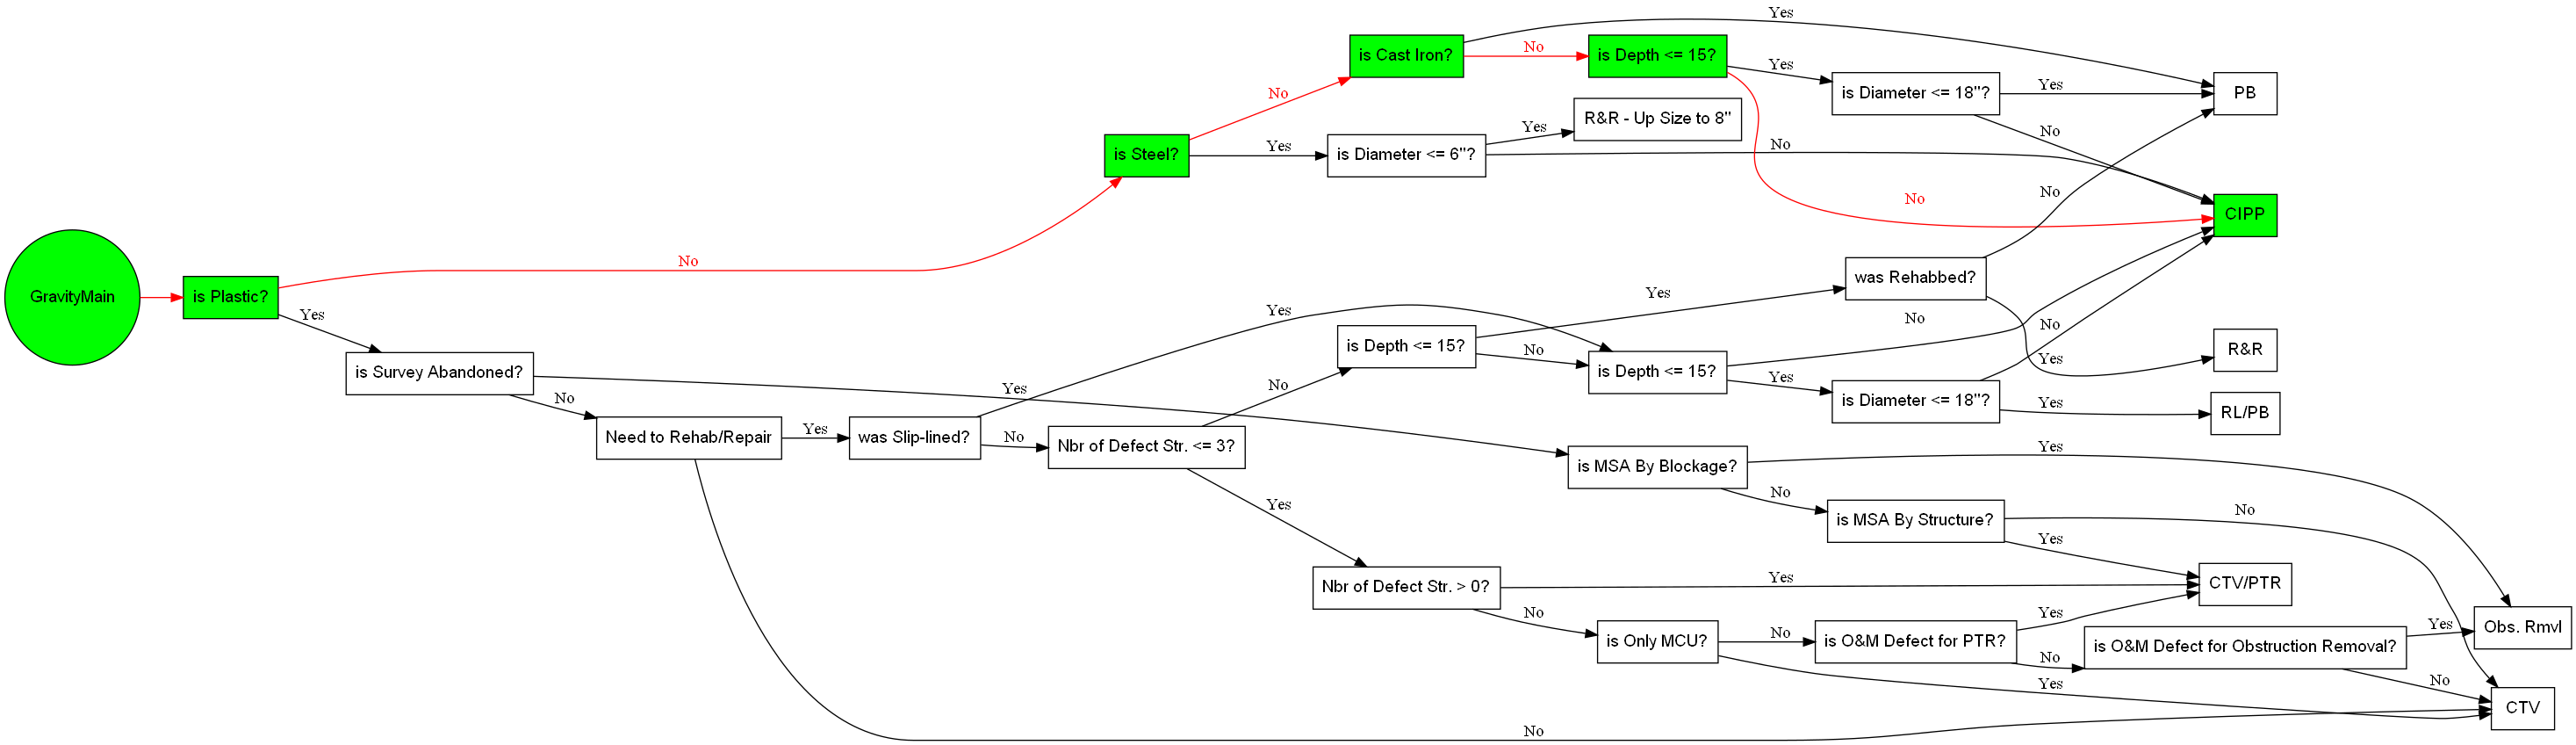 Yes
is Cast Iron?
No
is Depth <= 15?
Yes
is Diameter <= 18"?
Yes
PB
No
R&R - Up Size to 8"
Yes
No
is Steel?
Yes
is Diameter <= 6"?
No
No
No
CIPP
No
was Rehabbed?
No
GravityMain
is Plastic?
Yes
Yes
Yes
No
No
is Depth <= 15?
No
Yes
R&R
is Survey Abandoned?
Yes
No
is Depth <= 15?
Yes
is Diameter <= 18"?
Yes
RL/PB
No
Need to Rehab/Repair
Yes
was Slip-lined?
No
Nbr of Defect Str. <= 3?
Yes
is MSA By Blockage?
No
Yes
is MSA By Structure?
No
Yes
Nbr of Defect Str. > 0?
Yes
CTV/PTR
No
is Only MCU?
No
is O&M Defect for PTR?
Yes
No
is O&M Defect for Obstruction Removal?
Yes
Obs. Rmvl
Yes
No
CTV
No